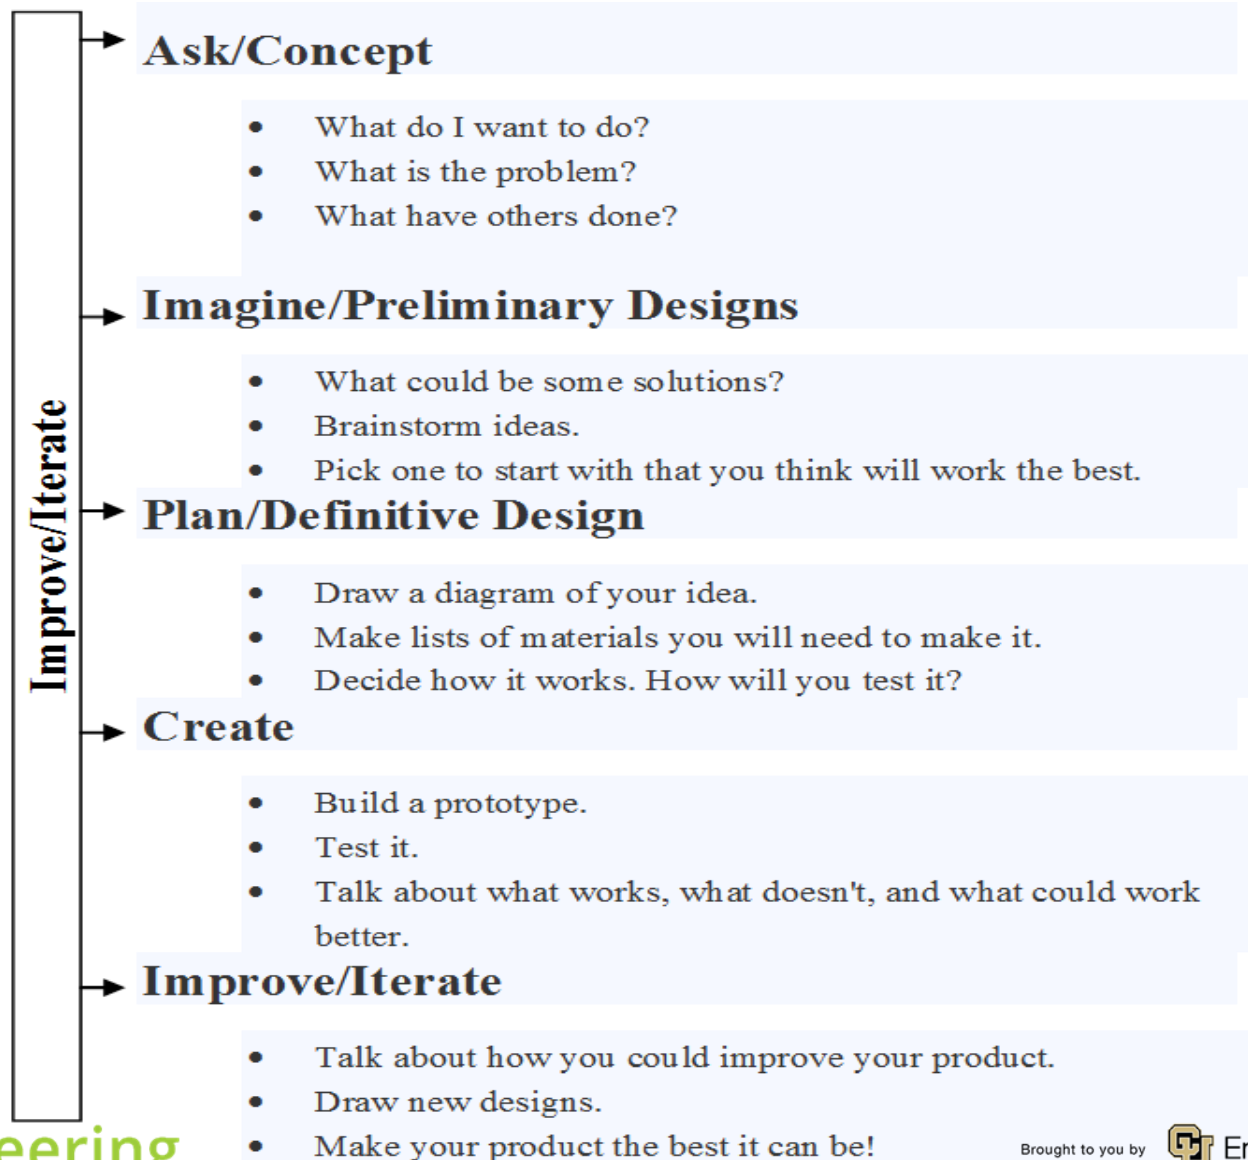 Ask/Concept
• What do I want to do?
• What is the problem?
• What have others done?
Imagine/Preliminary Designs
• What could be some solutions?
• Brainstorm ideas.
• Pick one to start with that you think will work the best.
Improve/Iterate
Plan/Definitive Design
• Draw a diagram of your idea.
• Make lists of materials you will need to make it.
• Decide how it works. How will you test it?
Create
• Build a prototype.
• Test it.
• Talk about what works, what doesn't, and what could work
better.
Improve/Iterate
• Talk about how you could improve your product.
• Draw new designs.
• Make your product the best it can be!
Brought to you by